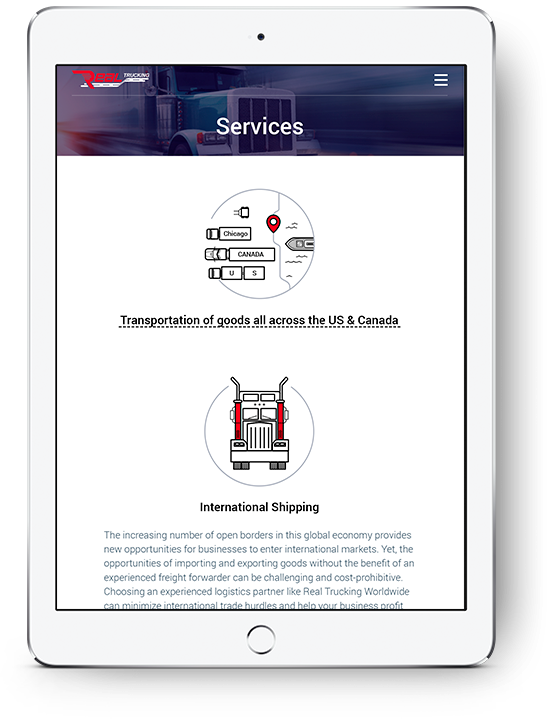 REAL TRUCKING
Services
Chicago
CANADA
U S
Transportation of goods all across the US & Canada
International Shipping
The increasing number of open borders in this global economy provides
new opportunities for businesses to enter international markets. Yet, the
opportunities of importing and exporting goods without the benefit of an
experienced freight forwarder can be challenging and cost-prohibitive.
Choosing an experienced logistics partner like Real Trucking Worldwide
can minimize international trade hurdles and help your business profit